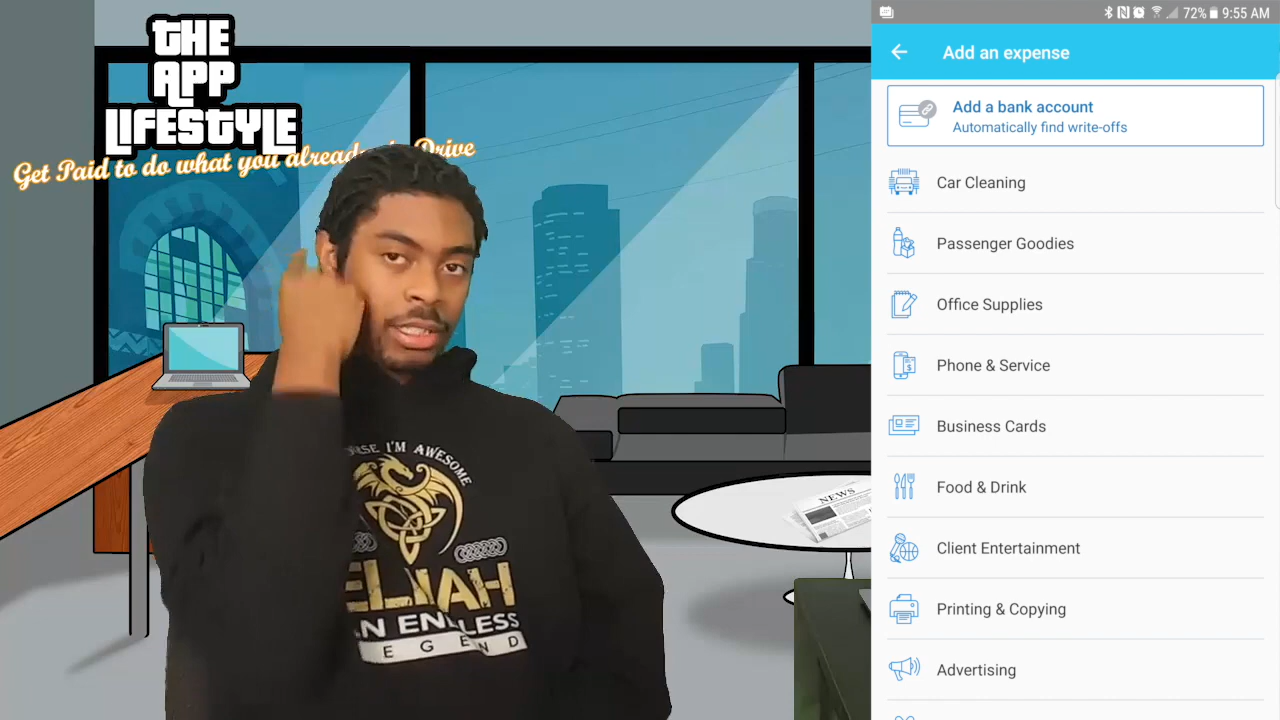 THE
APP
LIFESTYLE
Get Paid to do what you already Drive
I'M AWESOME
ELIJAH
AN ENDLESS
LEGEND
NEWS
72% 9:55 AM
Add an expense
Add a bank account
Automatically find write-offs
Car Cleaning
Passenger Goodies
Office Supplies
Phone & Service
Business Cards
Food & Drink
Client Entertainment
Printing & Copying
Advertising